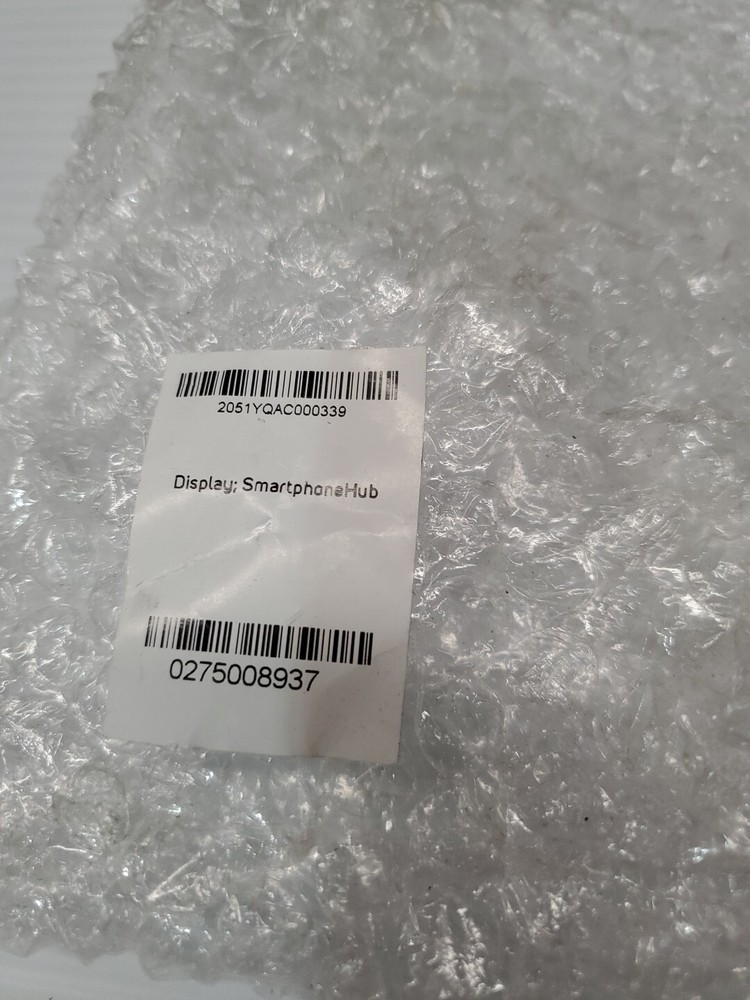 2051YQAC000339
Display; SmartphoneHub
0275008937